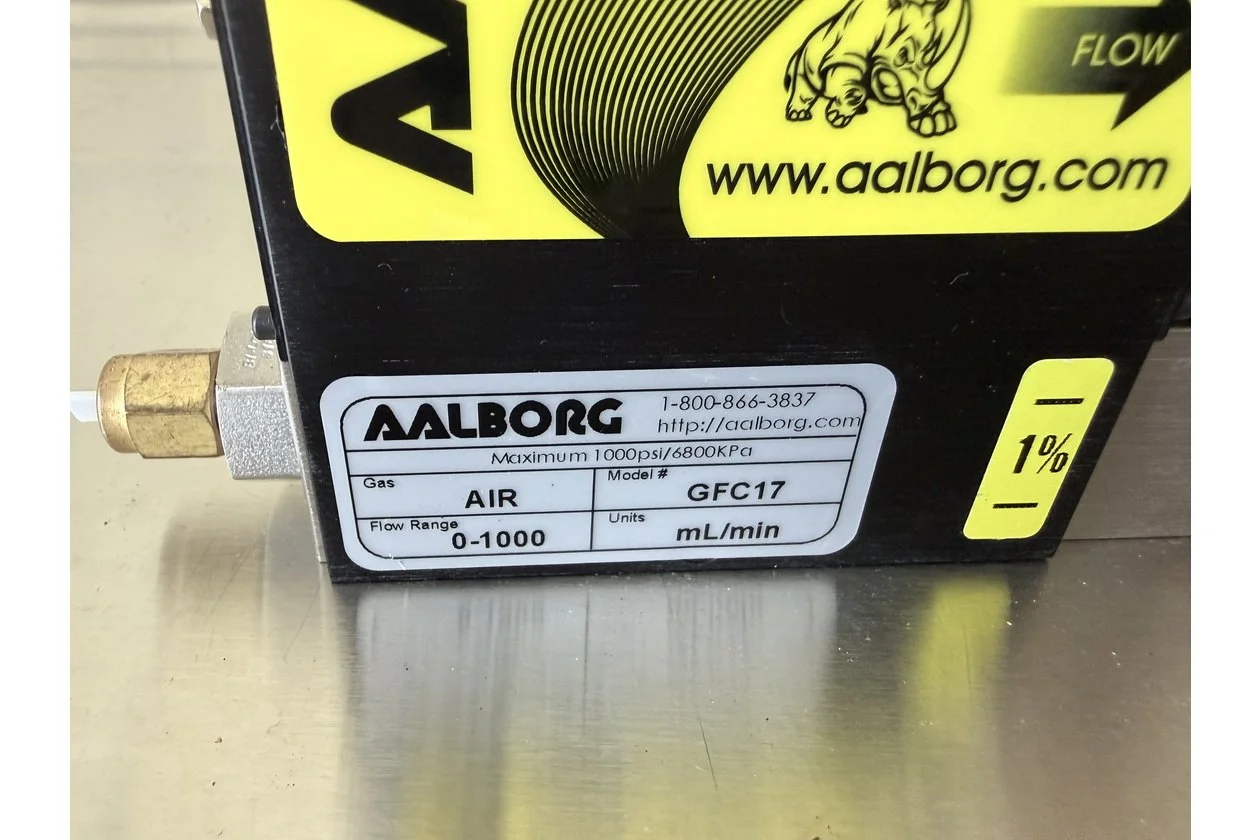 FLOW
www.aalborg.com
AALBORG
1-800-866-3837
http://aalborg.com
Maximum 1000psi/6800KPa
Gas
AIR
Model #
GFC17
Flow Range
0-1000
Units
mL/min
1%